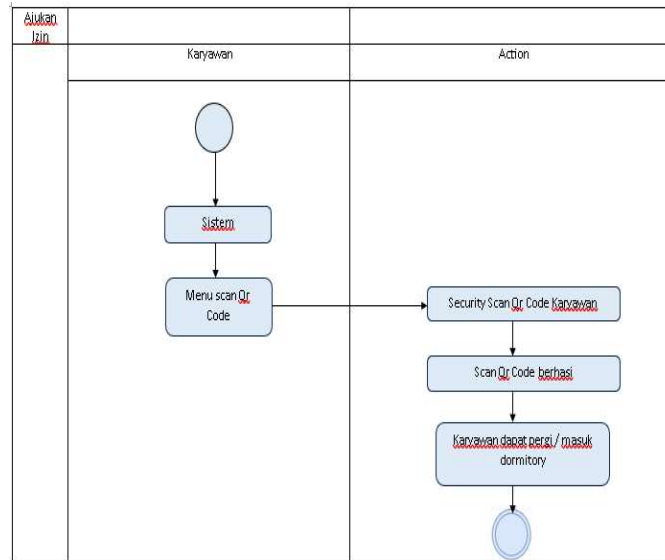 Ajukan
Izin
Karyawan
Action
Sistem
Menu scan Qr
Code
Security Scan Qr Code Karyawan
Scan Qr Code berhasi
Karyawan dapat pergi / masuk
dormitory